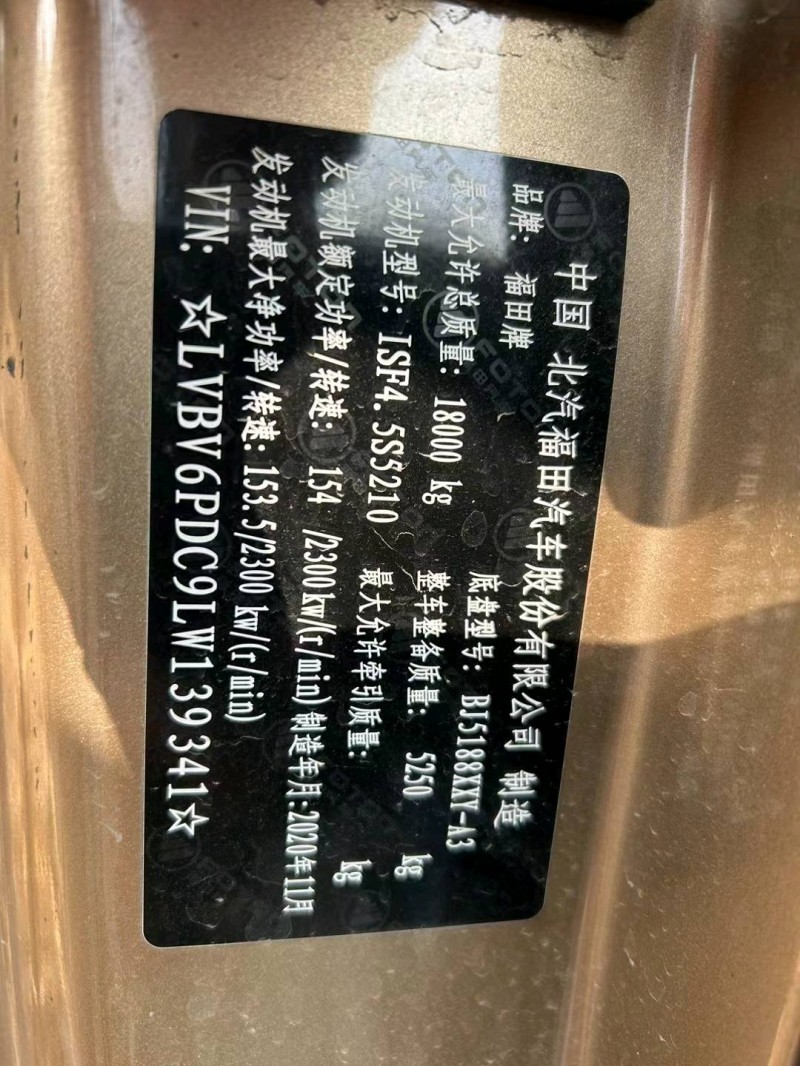 中国 北汽福田汽车股份有限公司 制造
品牌: 福田牌 底盘型号: BJ5188XXY-A3
最大允许总质量: 18000 kg 整车整备质量: 5250 kg
发动机型号: ISF4.5S5210 最大允许牵引质量: kg
发动机额定功率/转速: 154 /2300kw/(r/min) 制造年月:2020年11月
发动机最大净功率/转速: 153.5/2300 kw/(r/min)
VIN: ☆LVBV6PDC9LW139341☆